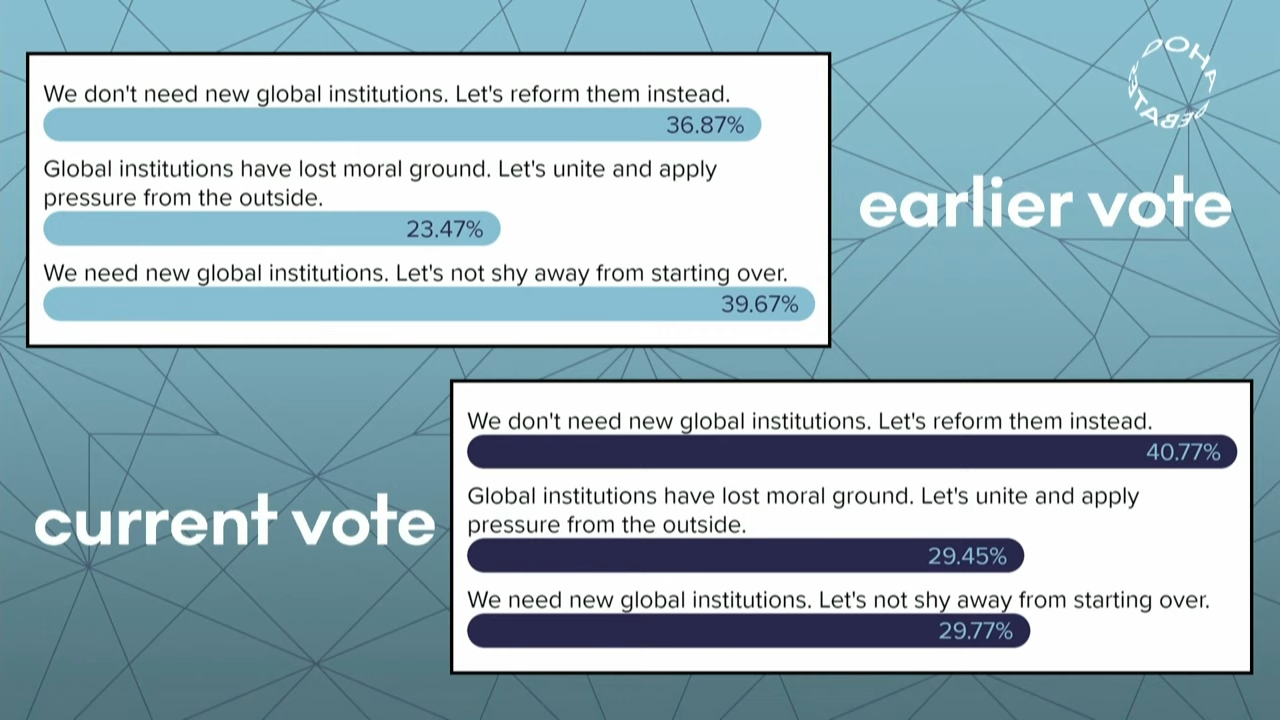 We don't need new global institutions. Let's reform them instead.
36.87%
Global institutions have lost moral ground. Let's unite and apply
pressure from the outside.
23.47%
We need new global institutions. Let's not shy away from starting over.
39.67%
DOHA DEBATES
earlier vote
current vote
We don't need new global institutions. Let's reform them instead.
40.77%
Global institutions have lost moral ground. Let's unite and apply
pressure from the outside.
29.45%
We need new global institutions. Let's not shy away from starting over.
29.77%